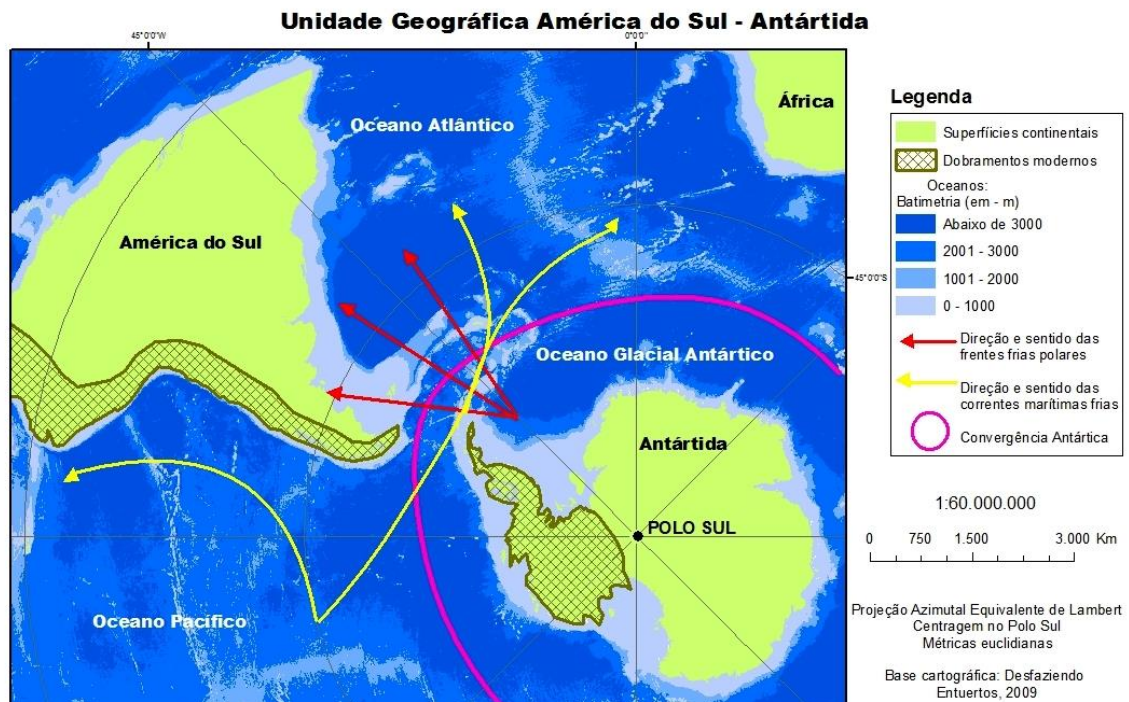 Unidade Geográfica América do Sul - Antártida
45°0'0"W
0°0'0"
África
Oceano Atlântico
América do Sul
45°0'0"S
Oceano Glacial Antártico
Antártida
POLO SUL
Oceano Pacífico
Legenda
Superfíicies continentais
Dobramentos modernos
Oceanos:
Batimetria (em - m)
Abaixo de 3000
2001 - 3000
1001 - 2000
0 - 1000
Direição e sentido das
frentes frias polares
Direição e sentido das
correntes marítimas frias
Convergência Antártica
1:60.000.000
0 750 1.500 3.000 Km
Projeção Azimutal Equivalente de Lambert
Centragem no Polo Sul
Métricas euclidianas
Base cartográfica: Desfaziendo
Entuertos, 2009